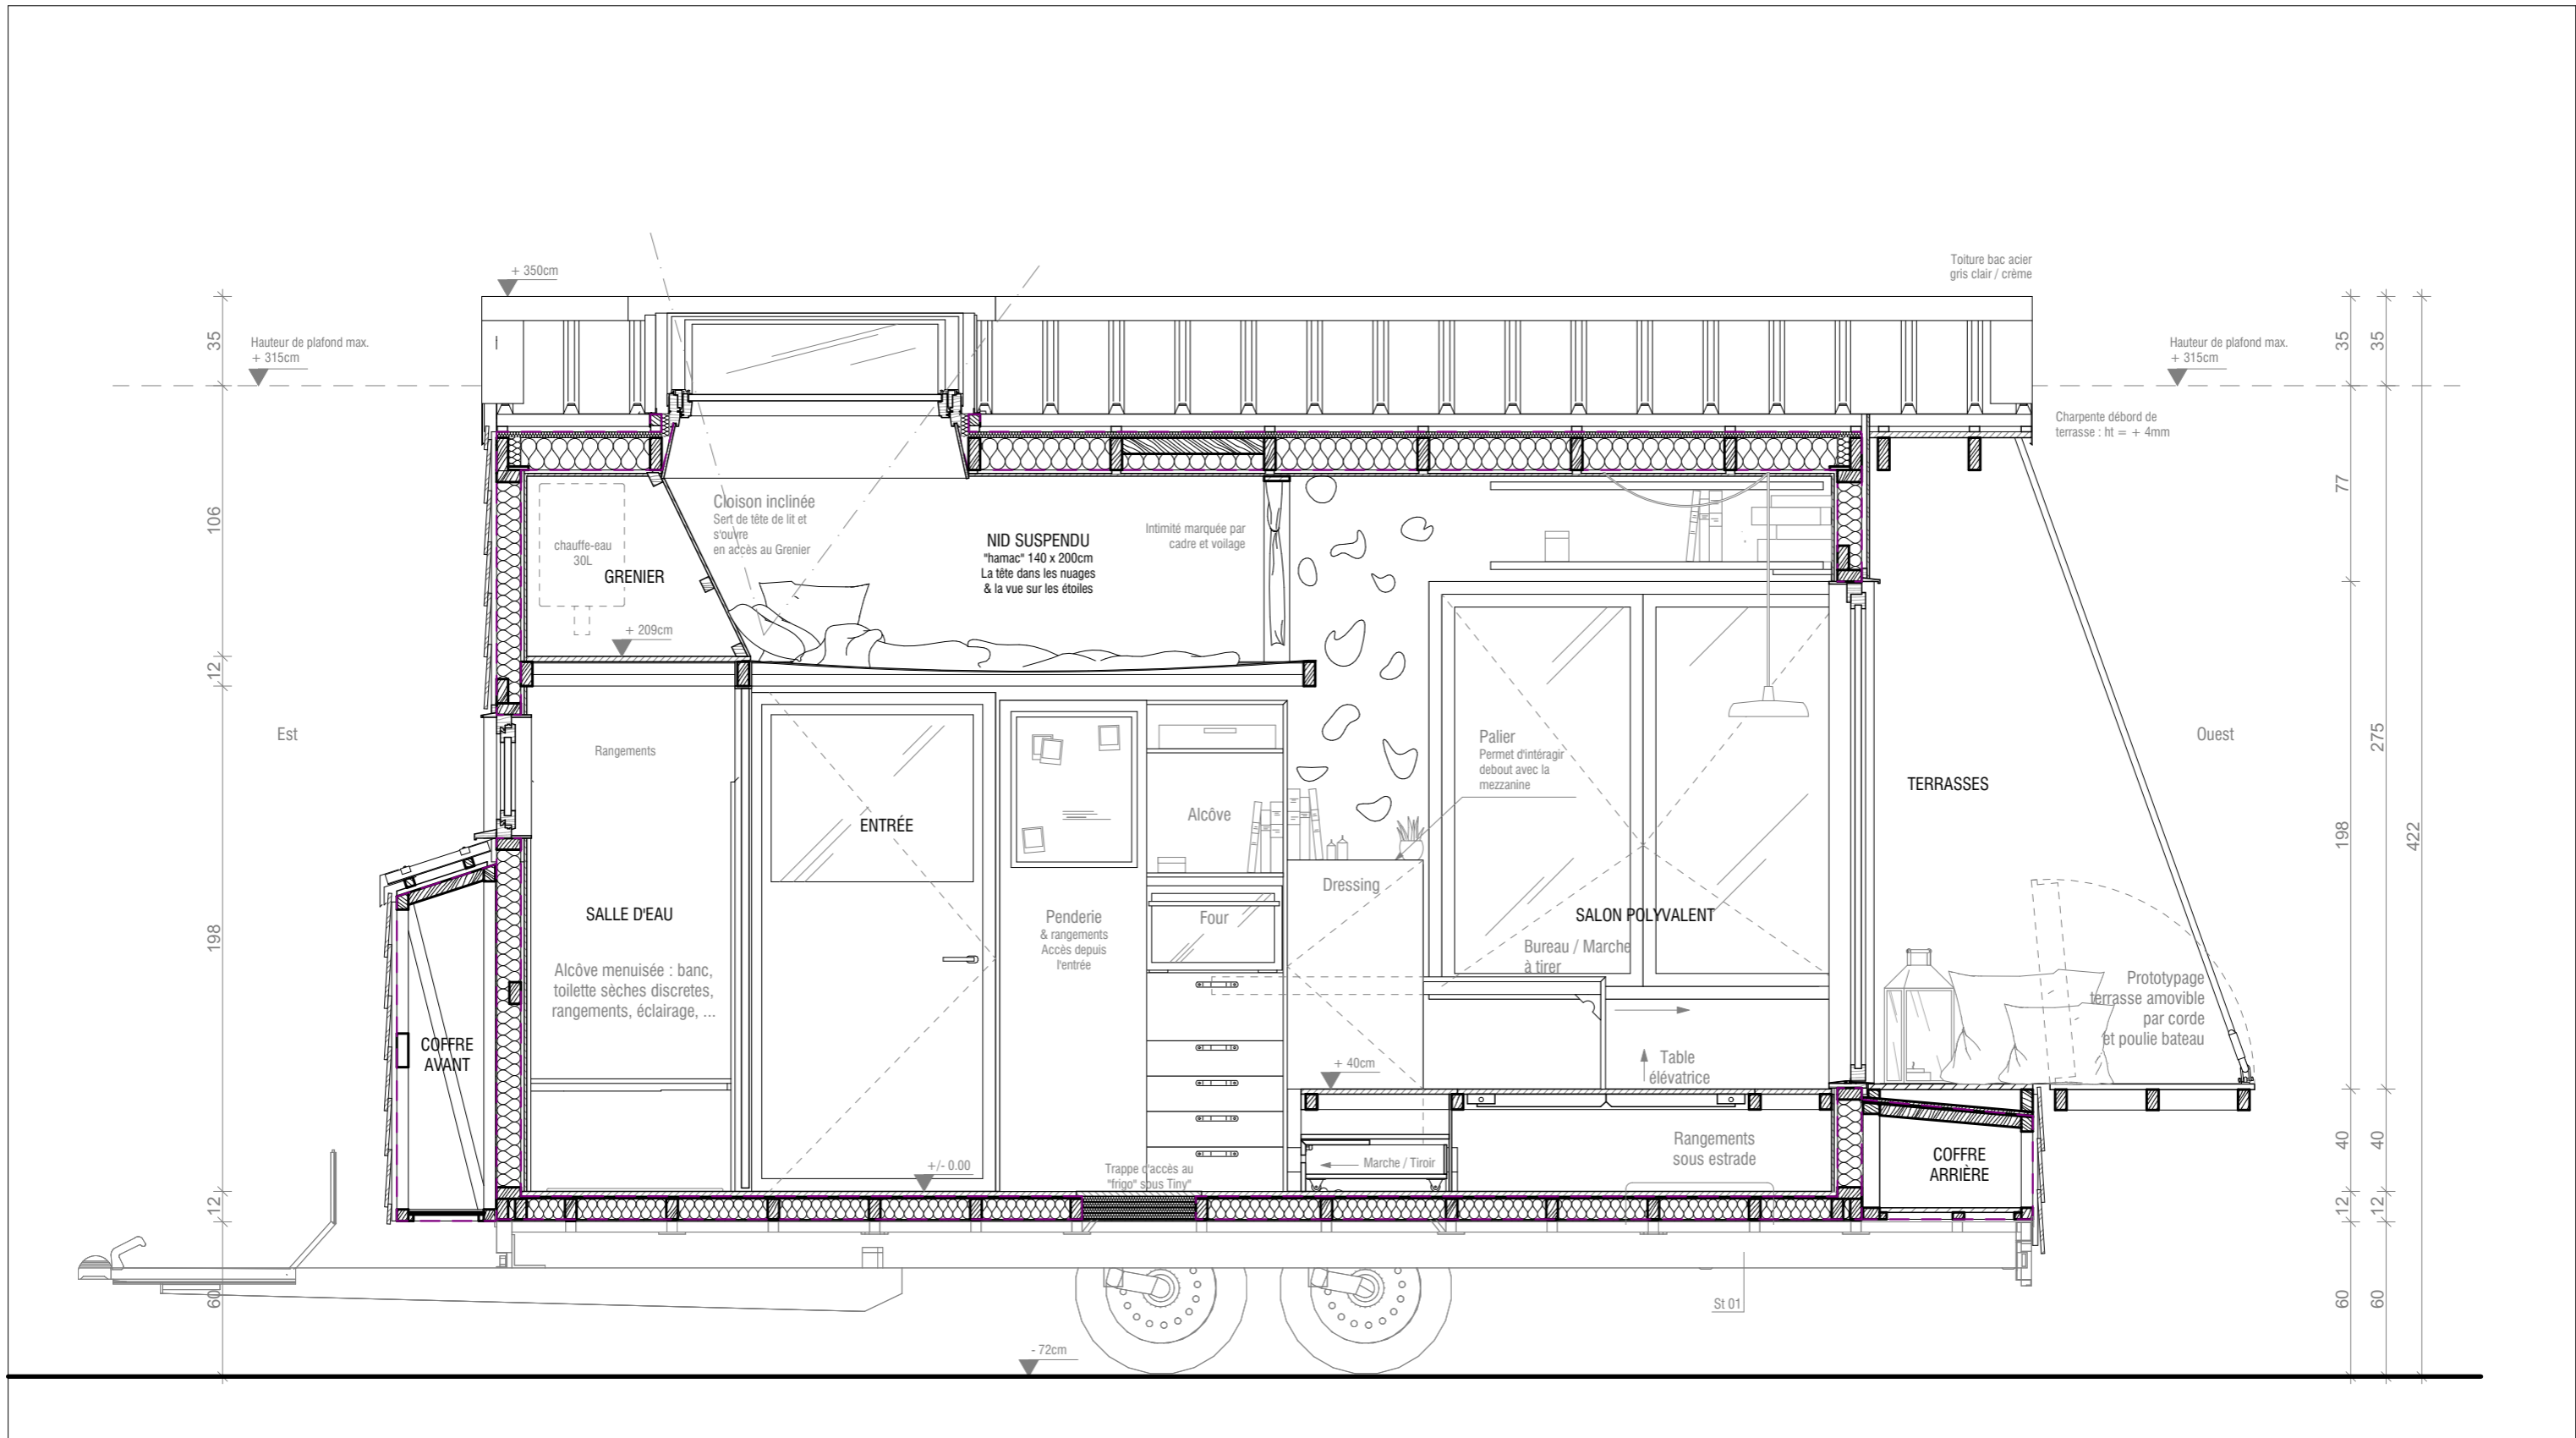 + 350cm
Toiture bac acier
gris clair / crème
35
Hauteur de plafond max.
+ 315cm
35
35
Hauteur de plafond max.
+ 315cm
Charpente débord de
terrasse : ht = + 4mm
106
77
Cloison inclinée
Sert de tête de lit et
s'ouvre
en accès au Grenier
chauffe-eau
30L
GRENIER
NID SUSPENDU
"hamac" 140 x 200cm
La tête dans les nuages
& la vue sur les étoiles
Intimité marquée par
cadre et voilage
+ 209cm
12
Est
Rangements
Palier
Permet d'intéragir
debout avec la
mezzanine
Ouest
275
TERRASSES
ENTRÉE
Alcôve
198
422
Dressing
SALLE D'EAU
Penderie
& rangements
Accès depuis
l'entrée
Four
SALON POLYVALENT
Bureau / Marche
à tirer
198
Alcôve menuisée : banc,
toilette sèches discretes,
rangements, éclairage, ...
Prototypage
terrasse amovible
par corde
et poulie bateau
COFFRE
AVANT
+ 40cm
Table
élévatrice
Rangements
sous estrade
40
40
COFFRE
ARRIÈRE
+/- 0.00
Trappe d'accès au
"frigo" sous Tiny"
Marche / Tiroir
12
12
12
60
St 01
60
60
- 72cm